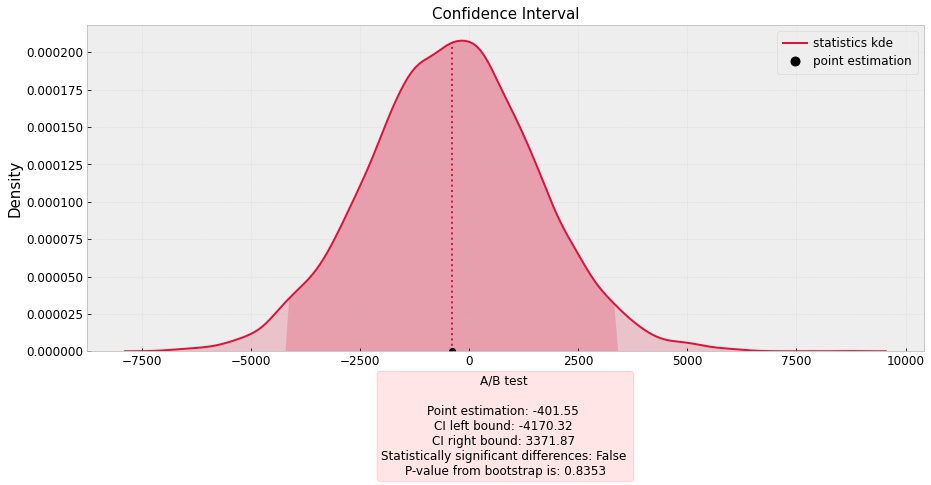 Confidence Interval
statistics kde
point estimation
Density
0.000200
0.000175
0.000150
0.000125
0.000100
0.000075
0.000050
0.000025
0.000000
−7500 −5000 −2500 0 2500 5000 7500 10000
A/B test
Point estimation: -401.55
CI left bound: -4170.32
CI right bound: 3371.87
Statistically significant differences: False
P-value from bootstrap is: 0.8353